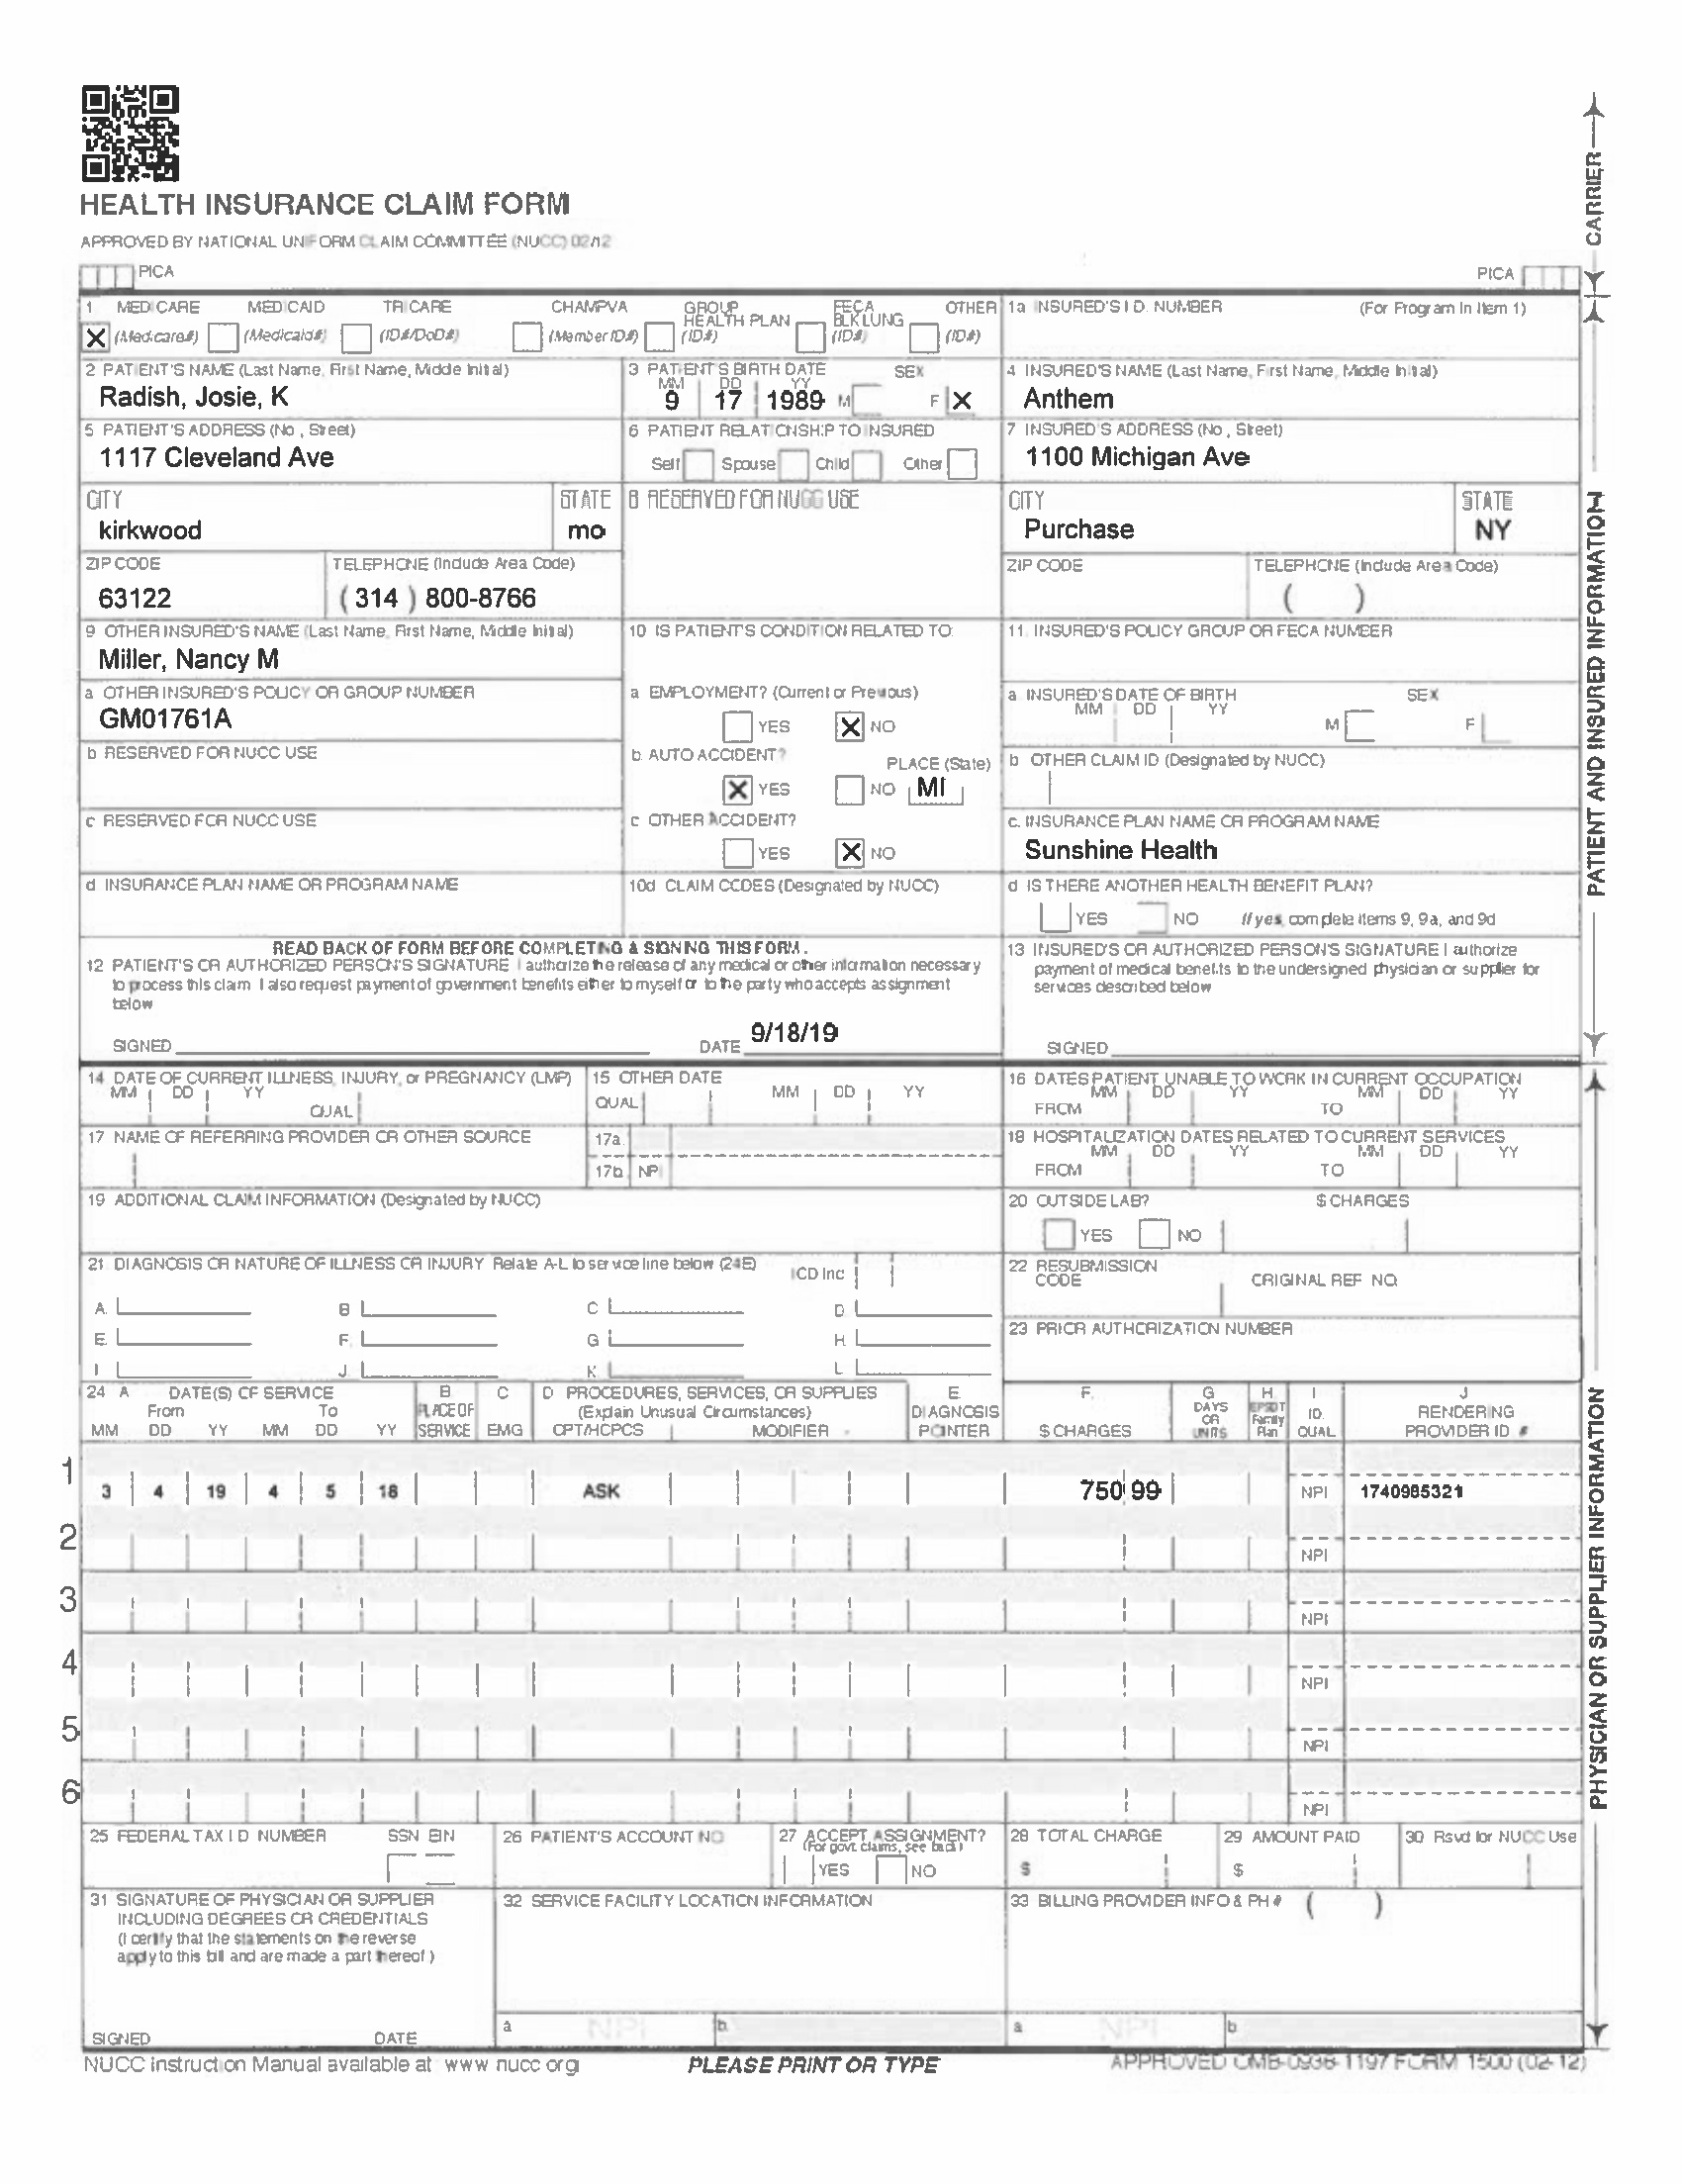 HEALTH INSURANCE CLAIM FORM
APPROVED BY NATIONAL UNIFORM CLAIM COMMITTEE (NUCC) 02/12
PICA PICA
CARRIER
1 MEDICARE MEDICAID TRICARE CHAMPVA GROUP HEALTH PLAN FECA BLK LUNG OTHER
X (Medicare#) (Medicaid#) (ID#/DoD#) (Member ID#) (ID#) (ID#) (ID#)
1a INSURED'S I D. NUMBER (For Program In Item 1)
2 PATIENT'S NAME (Last Name, First Name, Middle Initial)
Radish, Josie, K
3 PATIENT'S BIRTH DATE SEX
MM DD YY
9 17 1989 M F X
4 INSURED'S NAME (Last Name, First Name, Middle Initial)
Anthem
5 PATIENT'S ADDRESS (No , Street)
1117 Cleveland Ave
6 PATIENT RELATIONSHIP TO INSURED
Self Spouse Child Other
7 INSURED'S ADDRESS (No , Street)
1100 Michigan Ave
CITY STATE
kirkwood mo
8 RESERVED FOR NUCC USE
CITY STATE
Purchase NY
ZIP CODE TELEPHONE (Include Area Code)
63122 ( 314 ) 800-8766
ZIP CODE TELEPHONE (Include Area Code)
( )
9 OTHER INSURED'S NAME (Last Name, First Name, Middle Initial)
Miller, Nancy M
10 IS PATIENT'S CONDITION RELATED TO:
11. INSURED'S POLICY GROUP OR FECA NUMBER
a OTHER INSURED'S POLICY OR GROUP NUMBER
GM01761A
a EMPLOYMENT? (Current or Previous)
YES X NO
a INSURED'S DATE OF BIRTH SEX
MM DD YY M F
b RESERVED FOR NUCC USE
b AUTO ACCIDENT? PLACE (State)
X YES NO MI
b OTHER CLAIM ID (Designated by NUCC)
c RESERVED FOR NUCC USE
c OTHER ACCIDENT?
YES X NO
c. INSURANCE PLAN NAME OR PROGRAM NAME
Sunshine Health
d INSURANCE PLAN NAME OR PROGRAM NAME
10d CLAIM CODES (Designated by NUCC)
d IS THERE ANOTHER HEALTH BENEFIT PLAN?
YES NO If yes, complete items 9, 9a, and 9d
READ BACK OF FORM BEFORE COMPLETING & SIGNING THIS FORM.
12 PATIENT'S OR AUTHORIZED PERSON'S SIGNATURE I authorize the release of any medical or other information necessary
to process this claim I also request payment of government benefits either to myself or to the party who accepts assignment
below
SIGNED DATE 9/18/19
13 INSURED'S OR AUTHORIZED PERSON'S SIGNATURE I authorize
payment of medical benefits to the undersigned physician or supplier for
services described below
SIGNED
PATIENT AND INSURED INFORMATION
14 DATE OF CURRENT ILLNESS, INJURY, or PREGNANCY (LMP)
MM DD YY QUAL
15 OTHER DATE
QUAL MM DD YY
16 DATES PATIENT UNABLE TO WORK IN CURRENT OCCUPATION
MM DD YY MM DD YY
FROM TO
17 NAME OF REFERRING PROVIDER OR OTHER SOURCE
17a
17b NPI
18 HOSPITALIZATION DATES RELATED TO CURRENT SERVICES
MM DD YY MM DD YY
FROM TO
19 ADDITIONAL CLAIM INFORMATION (Designated by NUCC)
20 OUTSIDE LAB? $ CHARGES
YES NO
21 DIAGNOSIS OR NATURE OF ILLNESS OR INJURY Relate A-L to service line below (24E) ICD Inc
A. B C D
E F. G H
I J K L
22 RESUBMISSION CODE ORIGINAL REF NO
23 PRIOR AUTHORIZATION NUMBER
24 A DATE(S) OF SERVICE B C D PROCEDURES, SERVICES, OR SUPPLIES E F. G H I J
From To PLACE OF (Explain Unusual Circumstances) DIAGNOSIS DAYS OR EPSDT Family ID. RENDERING
MM DD YY MM DD YY SERVICE EMG CPT/HCPCS MODIFIER POINTER $ CHARGES UNITS Plan QUAL PROVIDER ID #
1 3 4 19 4 5 18 ASK 750 99 NPI 1740985321
2 NPI
3 NPI
4 NPI
5 NPI
6 NPI
25 FEDERAL TAX I D NUMBER SSN EIN
26 PATIENT'S ACCOUNT NO
27 ACCEPT ASSIGNMENT?
(For govt. claims, see back)
YES NO
28 TOTAL CHARGE
$
29 AMOUNT PAID
$
30 Rsvd for NUCC Use
31 SIGNATURE OF PHYSICIAN OR SUPPLIER
INCLUDING DEGREES OR CREDENTIALS
(I certify that the statements on the reverse
apply to this bill and are made a part thereof )
SIGNED DATE
32 SERVICE FACILITY LOCATION INFORMATION
a NPI b
33 BILLING PROVIDER INFO & PH # ( )
a NPI b
PHYSICIAN OR SUPPLIER INFORMATION
NUCC Instruction Manual available at www nucc org
PLEASE PRINT OR TYPE
APPROVED OMB-0938-1197 FORM 1500 (02-12)